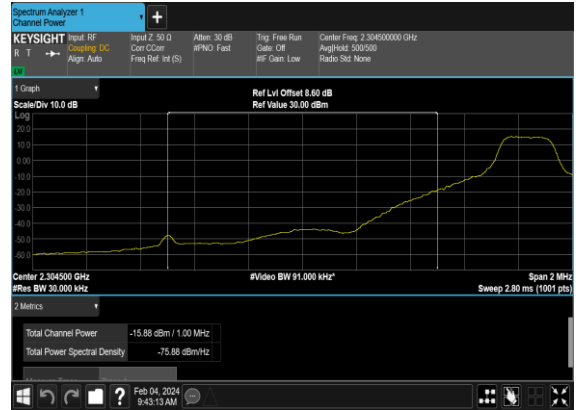 Spectrum Analyzer 1
Channel Power
+
KEYSIGHT Input: RF
R T Coupling: DC
Align: Auto
Input Z: 50 Ω
Corr CCorr
Freq Ref: Int (S)
Atten: 30 dB
#PNO: Fast
Trig: Free Run
Gate: Off
#IF Gain: Low
Center Freq: 2.304500000 GHz
Avg|Hold: 500/500
Radio Std: None
LM
1 Graph
Scale/Div 10.0 dB
Ref Lvl Offset 8.60 dB
Ref Value 30.00 dBm
Log
20.0
10.0
0.00
-10.0
-20.0
-30.0
-40.0
-50.0
-60.0
Center 2.304500 GHz
#Res BW 30.000 kHz
#Video BW 91.000 kHz*
Span 2 MHz
Sweep 2.80 ms (1001 pts)
2 Metrics
Total Channel Power -15.88 dBm / 1.00 MHz
Total Power Spectral Density -75.88 dBm/Hz
?
Feb 04, 2024
9:43:13 AM